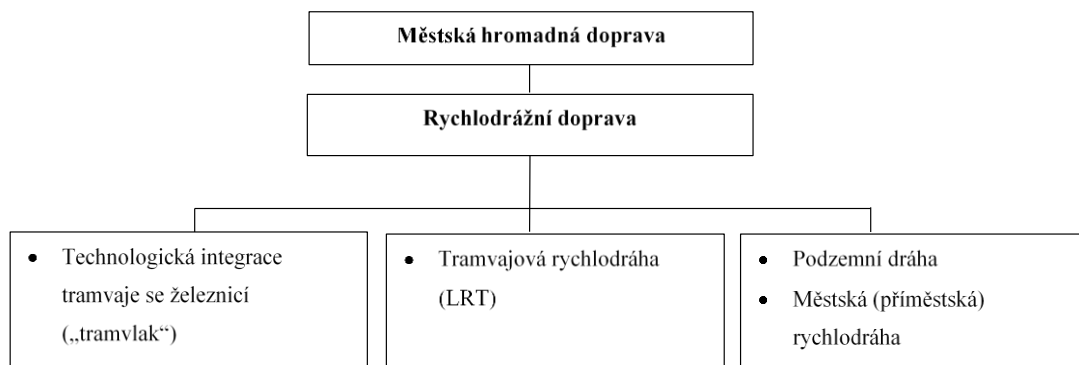 Městská hromadná doprava
Rychlodrážní doprava
• Technologická integrace
tramvaje se železnicí
(„tramvlak“)
• Tramvajová rychlodráha
(LRT)
• Podzemní dráha
• Městská (příměstská)
rychlodráha